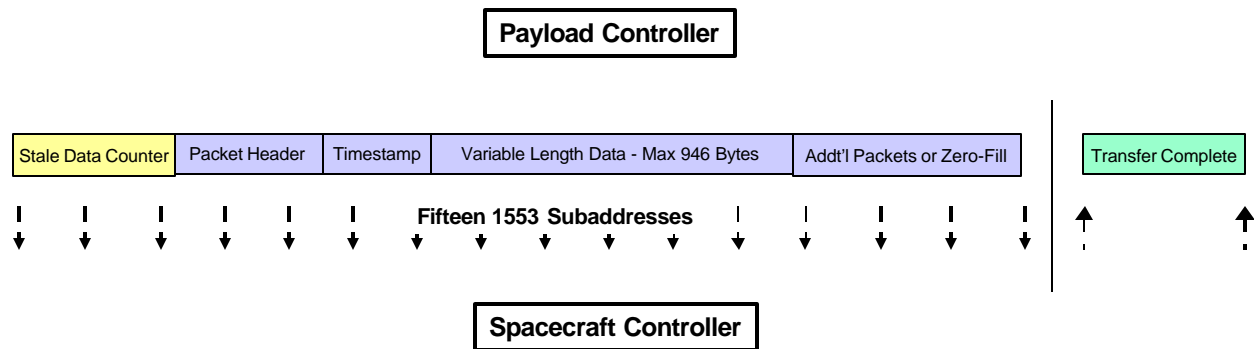 Payload Controller
Stale Data Counter
Packet Header
Timestamp
Variable Length Data - Max 946 Bytes
Addt'l Packets or Zero-Fill
Transfer Complete
Fifteen 1553 Subaddresses
Spacecraft Controller